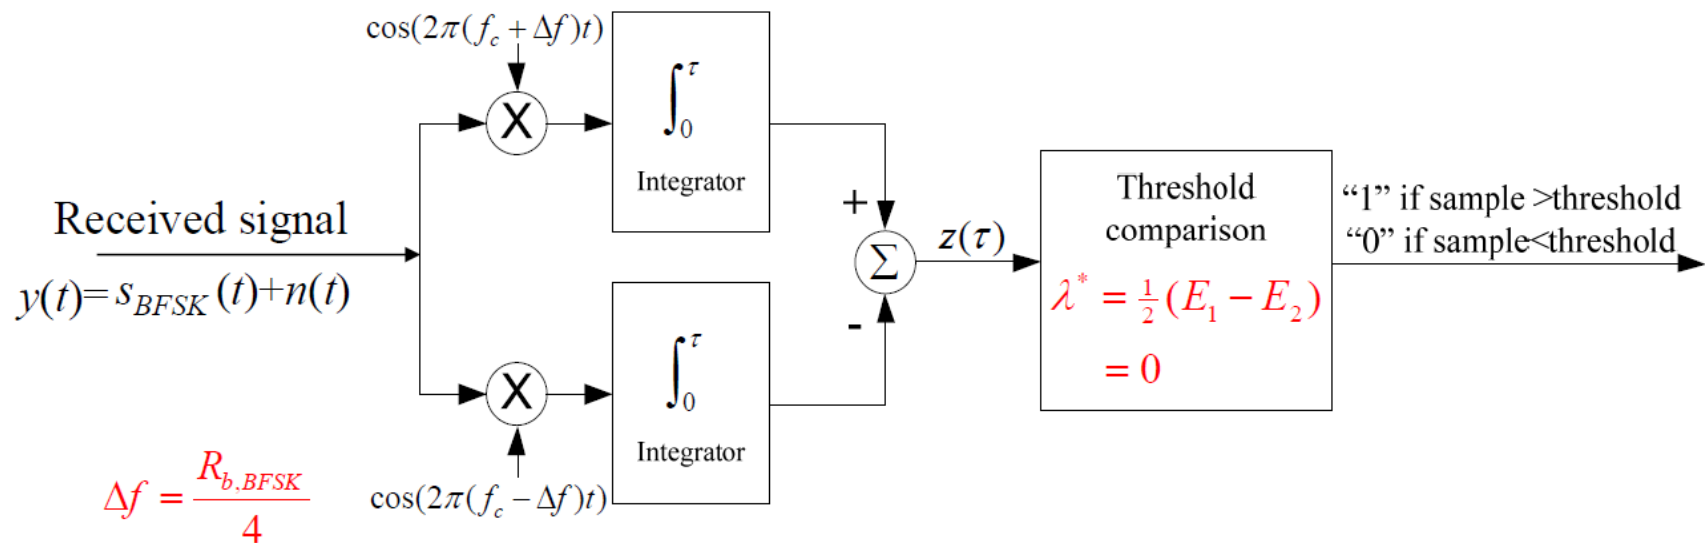 cos(2π(f_c + Δf)t)
X
∫_0^τ
Integrator
Received signal
y(t)=s_BFSK(t)+n(t)
+
Σ
-
z(τ)
Threshold
comparison
λ* = ½(E_1 − E_2)
= 0
“1” if sample >threshold
“0” if sample<threshold
X
∫_0^τ
Integrator
cos(2π(f_c − Δf)t)
Δf = R_b,BFSK / 4